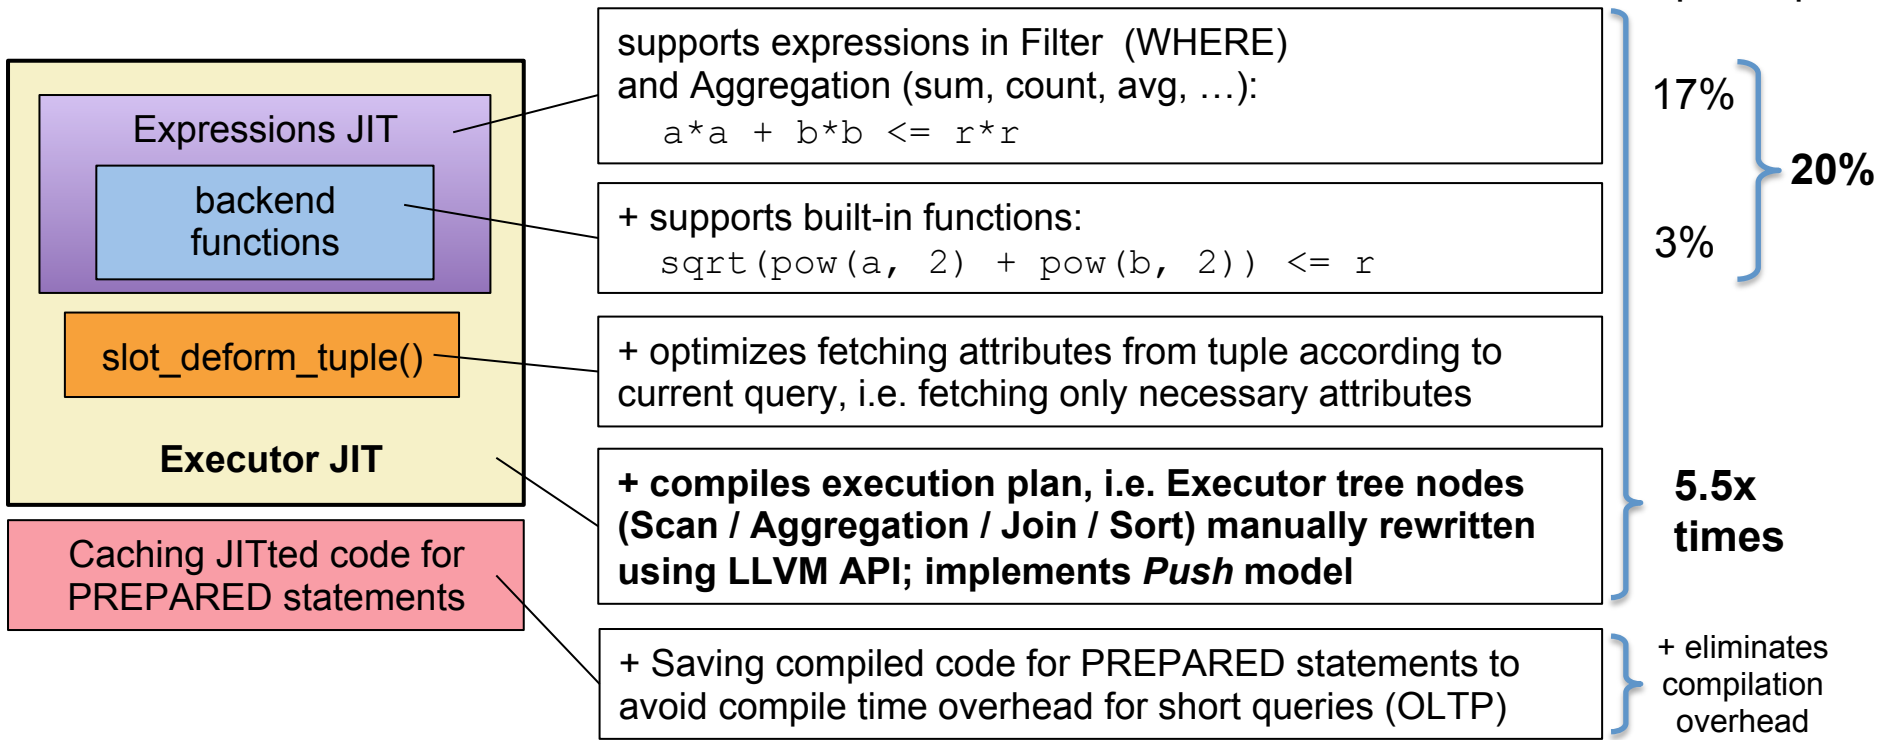 supports expressions in Filter  (WHERE)
and Aggregation (sum, count, avg, …):
a*a + b*b <= r*r
17%
Expressions JIT
20%
backend
functions
+ supports built-in functions:
sqrt(pow(a, 2) + pow(b, 2)) <= r
3%
slot_deform_tuple()
+ optimizes fetching attributes from tuple according to
current query, i.e. fetching only necessary attributes
Executor JIT
+ compiles execution plan, i.e. Executor tree nodes
(Scan / Aggregation / Join / Sort) manually rewritten
using LLVM API; implements Push model
5.5x
times
Caching JITted code for
PREPARED statements
+ Saving compiled code for PREPARED statements to
avoid compile time overhead for short queries (OLTP)
+ eliminates
compilation
overhead